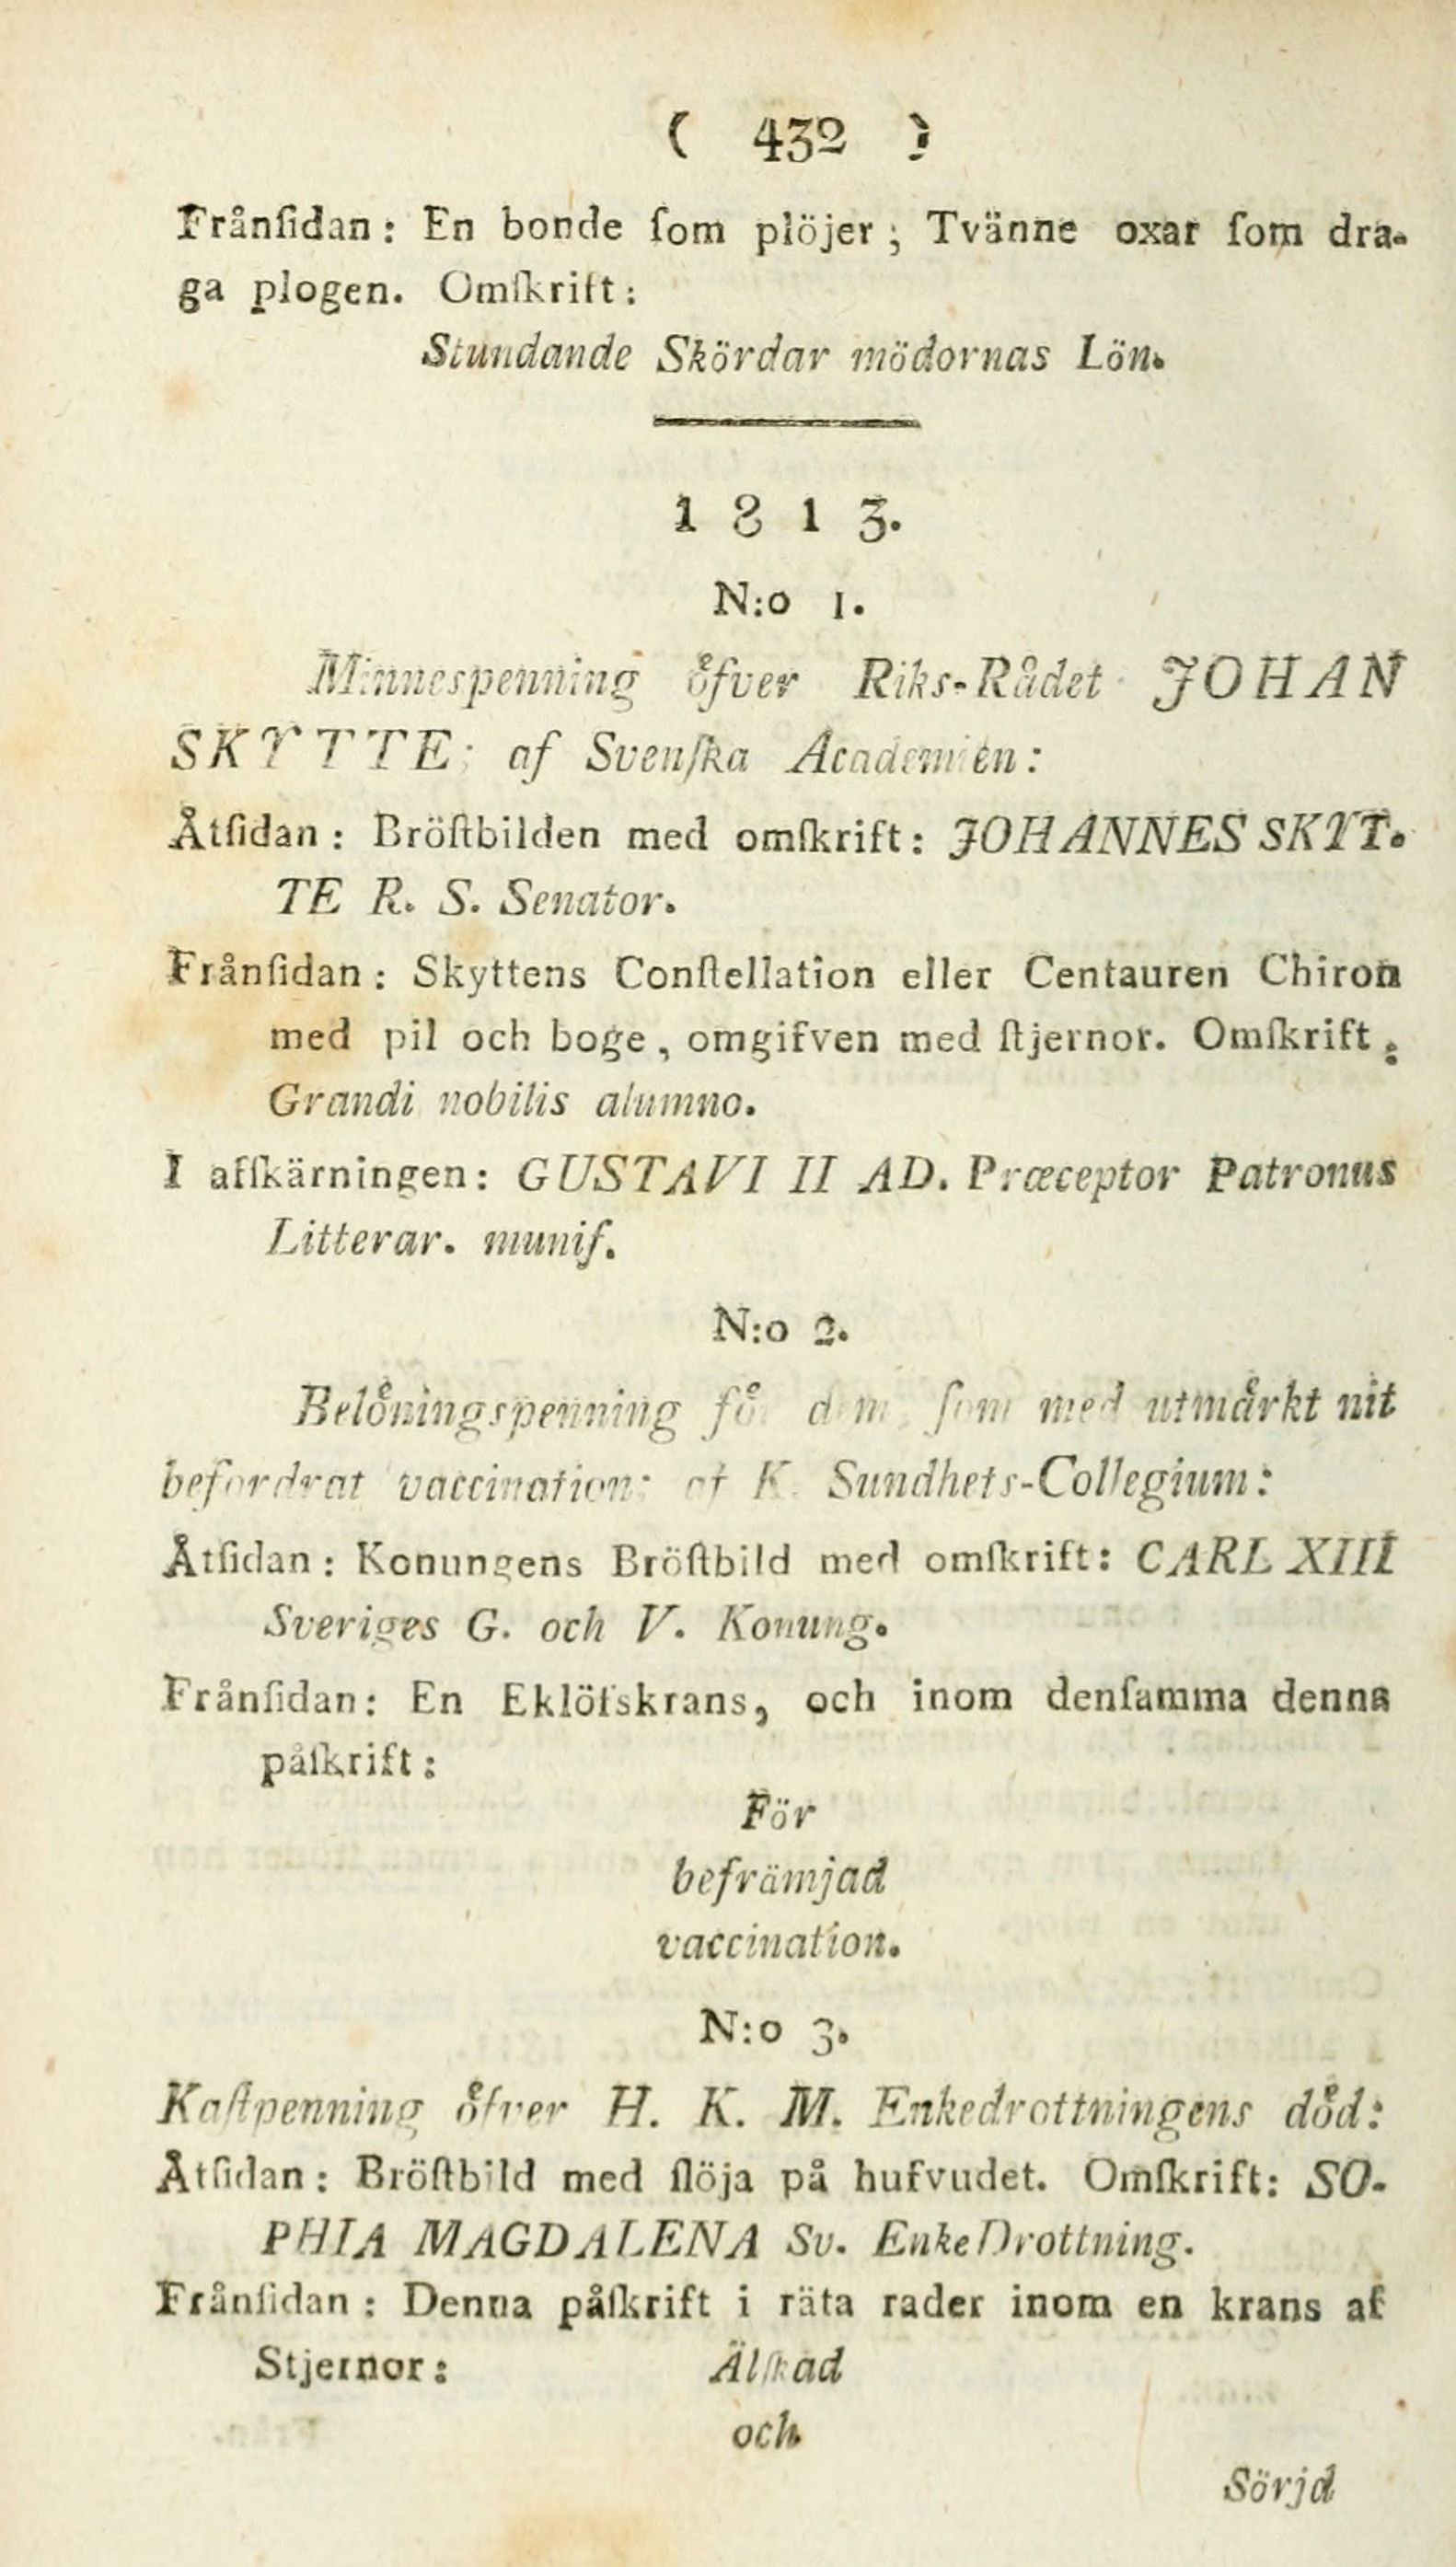 ( 432 )
Frånſidan: En bonde ſom plöjer; Tvänne oxar ſom dra-
ga plogen. Omſkrift:
Stundande Skördar mödornas Lön.
1813.
N:o 1.
Minnespenning öfver Riks-Rådet JOHAN
SKYTTE; af Svenſka Academien:
Åtſidan: Bröſtbilden med omſkrift: JOHANNES SKYT-
TE R. S. Senator.
Frånſidan: Skyttens Conſtellation eller Centauren Chiron
med pil och boge, omgifven med ſtjernor. Omſkrift:
Grandi nobilis alumno.
I afſkärningen: GUSTAVI II AD. Præceptor Patronus
Litterar. munif.
N:o 2.
Belöningspenning för dem, ſom med utmärkt nit
befordrat vaccination; af K. Sundhets-Collegium:
Åtſidan: Konungens Bröſtbild med omſkrift: CARL XIII
Sveriges G. och V. Konung.
Frånſidan: En Eklöfskrans, och inom denſamma denna
påſkrift:
För
befrämjad
vaccination.
N:o 3.
Kaſtpenning öfver H. K. M. Enkedrottningens död:
Åtſidan: Bröſtbild med ſlöja på hufvudet. Omſkrift: SO-
PHIA MAGDALENA Sv. EnkeDrottning.
Frånſidan: Denna påſkrift i räta rader inom en krans af
Stjernor: Älſkad
och
Sörjd